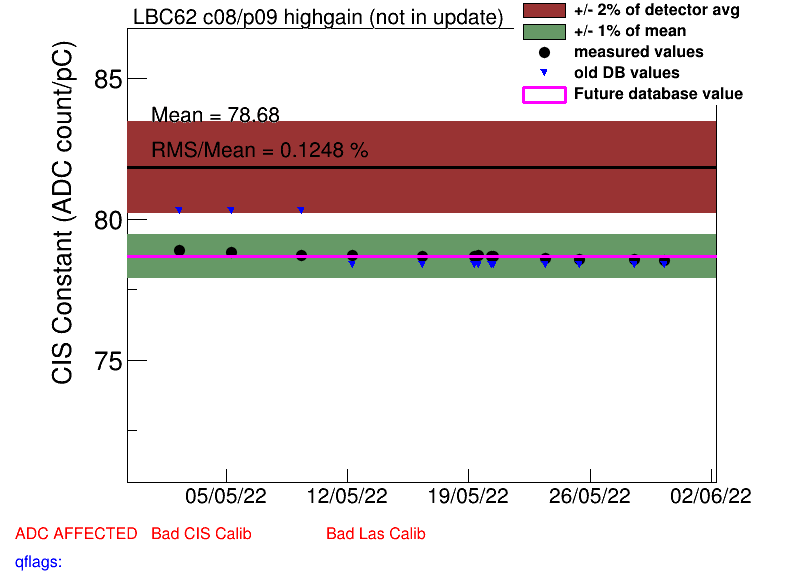 LBC62 c08/p09 highgain (not in update)
+/- 2% of detector avg
+/- 1% of mean
measured values
old DB values
Future database value
CIS Constant (ADC count/pC)
85
80
75
Mean = 78.68
RMS/Mean = 0.1248 %
05/05/22 12/05/22 19/05/22 26/05/22 02/06/22
ADC AFFECTED Bad CIS Calib Bad Las Calib
qflags: